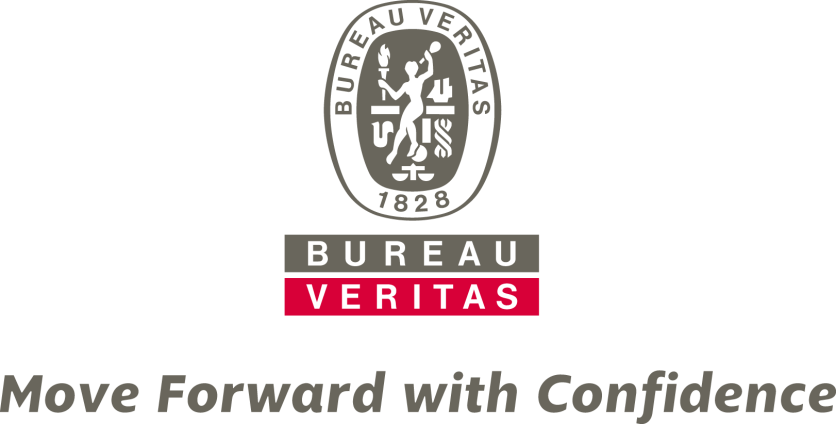 BUREAU VERITAS
1828
BUREAU
VERITAS
Move Forward with Confidence